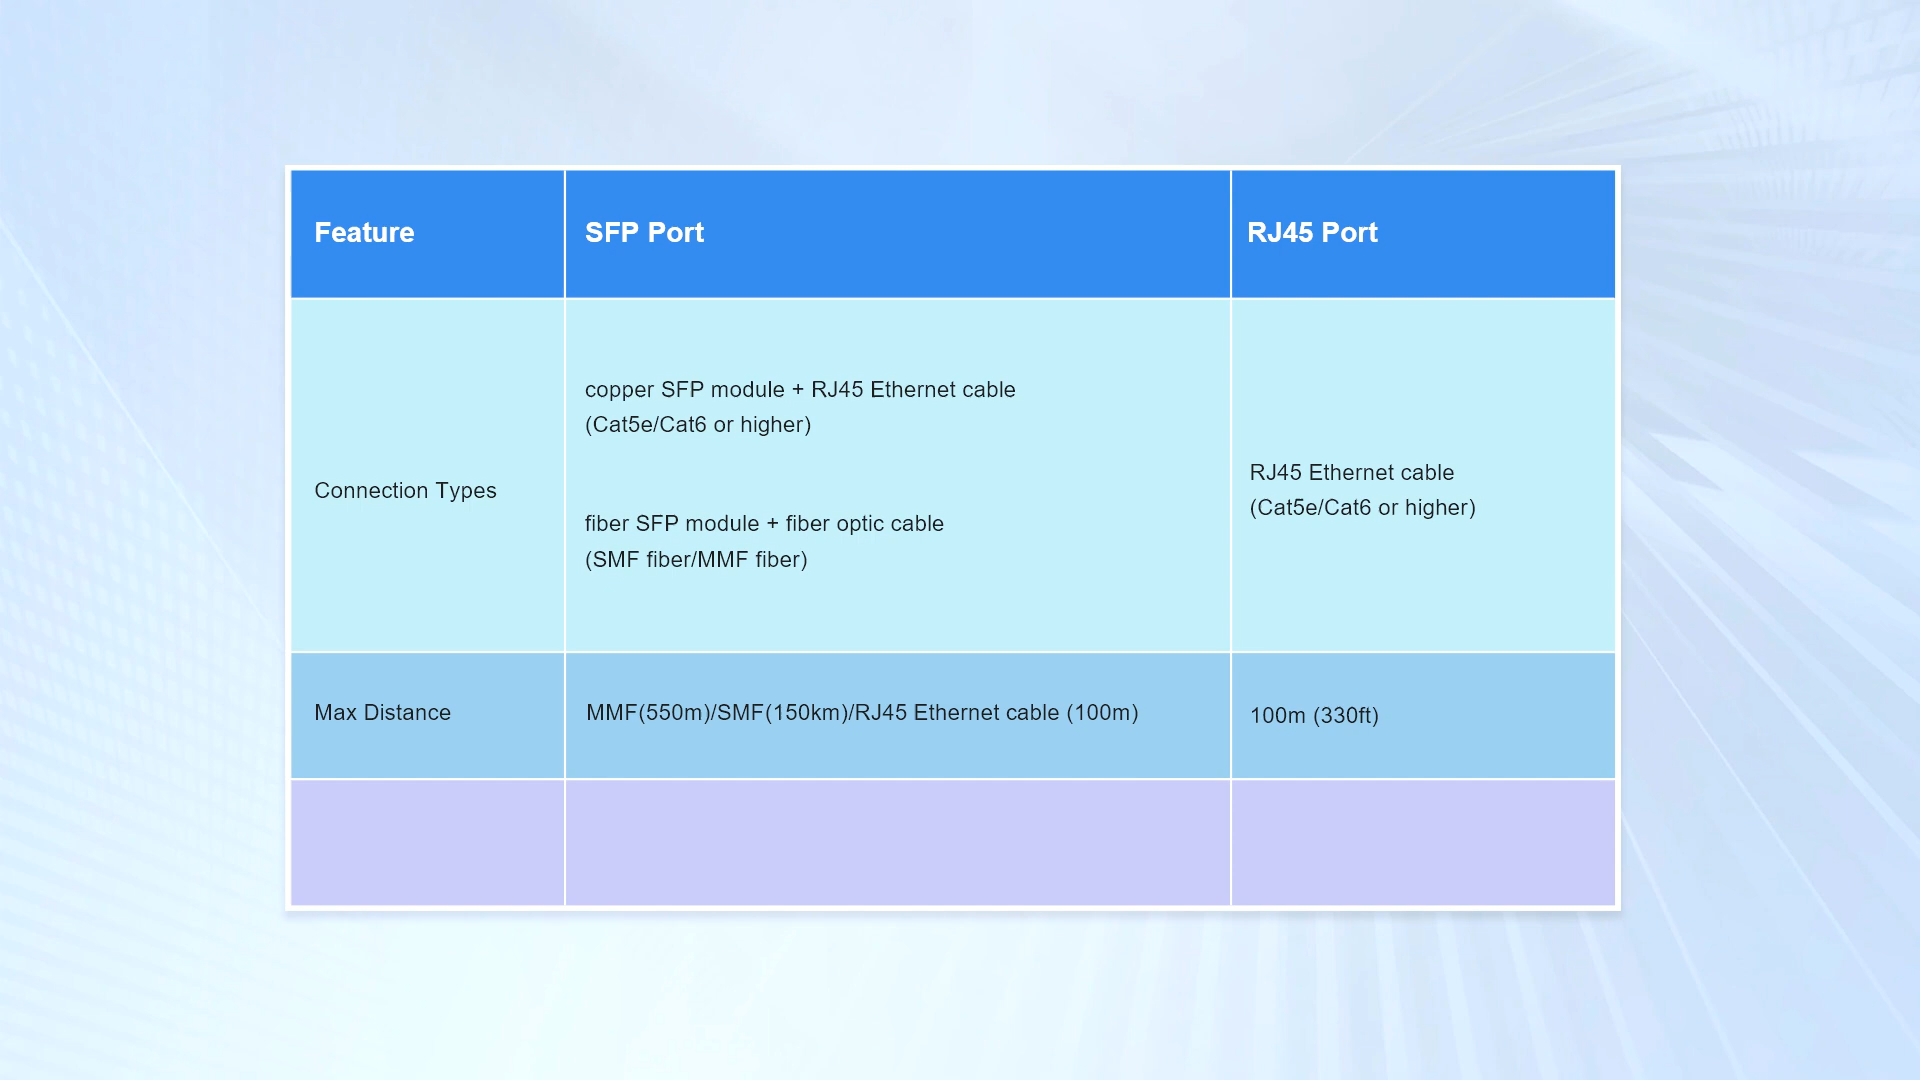 Feature
SFP Port
RJ45 Port
Connection Types
copper SFP module + RJ45 Ethernet cable
(Cat5e/Cat6 or higher)
fiber SFP module + fiber optic cable
(SMF fiber/MMF fiber)
RJ45 Ethernet cable
(Cat5e/Cat6 or higher)
Max Distance
MMF(550m)/SMF(150km)/RJ45 Ethernet cable (100m)
100m (330ft)